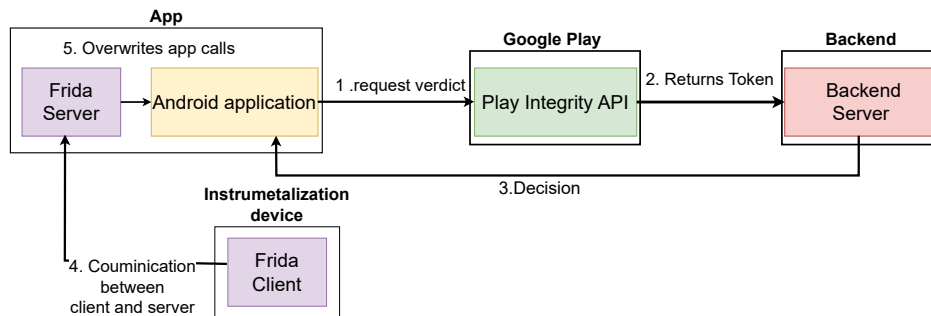 App
Google Play
Backend
5. Overwrites app calls
Frida
Server
Android application
1 .request verdict
Play Integrity API
2. Returns Token
Backend
Server
3.Decision
Instrumetalization
device
Frida
Client
4. Couminication
between
client and server